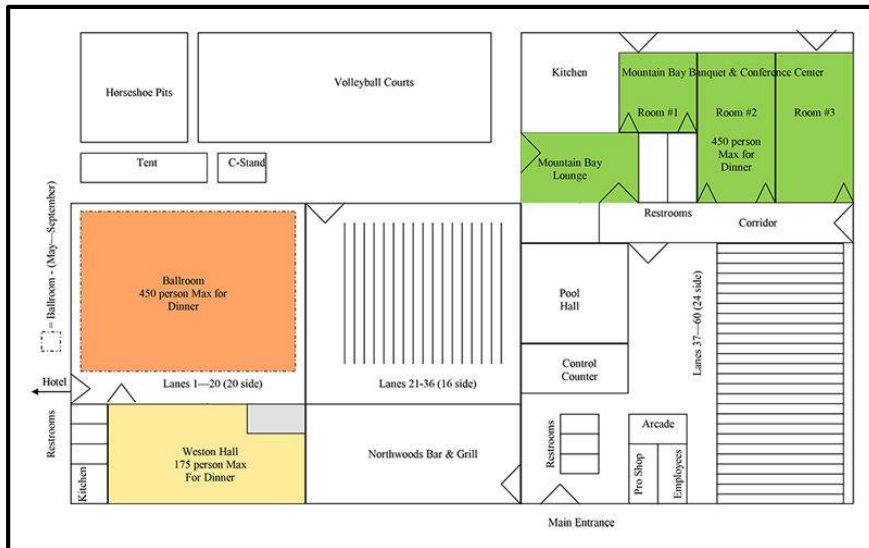 Horseshoe Pits
Volleyball Courts
Kitchen
Mountain Bay Banquet & Conference Center
Room #1
Room #2
Room #3
450 person
Max for
Dinner
Tent
C-Stand
Mountain Bay
Lounge
Restrooms
Corridor
= Ballroom - (May—September)
Ballroom
450 person Max for
Dinner
Pool
Hall
Lanes 37—60 (24 side)
Control
Counter
Hotel
Lanes 1—20 (20 side)
Lanes 21-36 (16 side)
Restrooms
Kitchen
Weston Hall
175 person Max
For Dinner
Northwoods Bar & Grill
Restrooms
Arcade
Pro Shop
Employees
Main Entrance